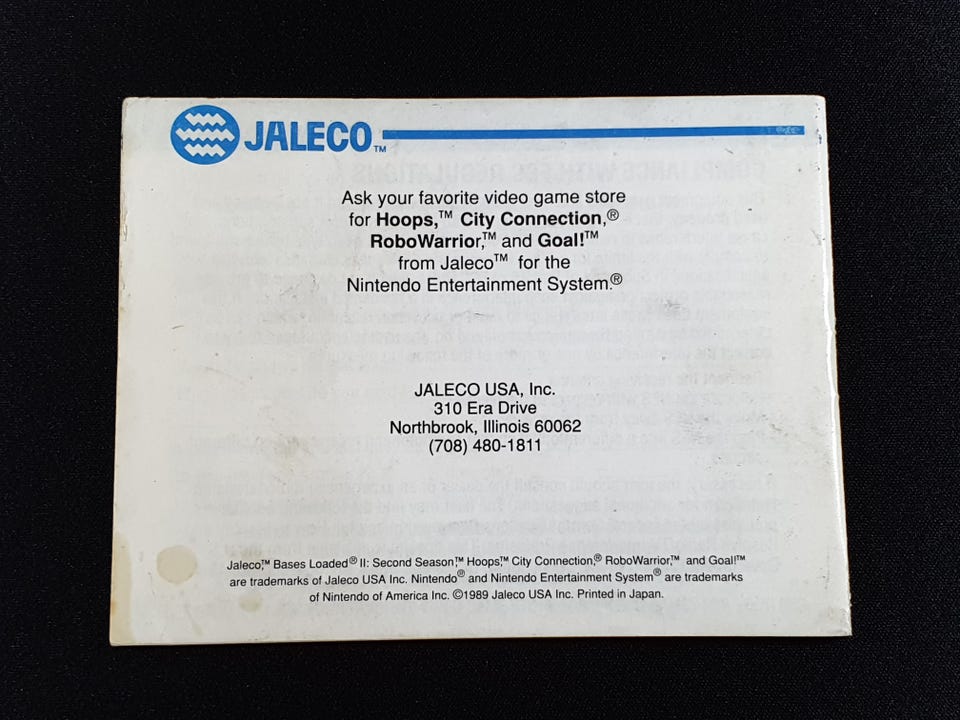 JALECO™
Ask your favorite video game store
for Hoops,™ City Connection,®
RoboWarrior,™ and Goal!™
from Jaleco™ for the
Nintendo Entertainment System.®
JALECO USA, Inc.
310 Era Drive
Northbrook, Illinois 60062
(708) 480-1811
Jaleco,™ Bases Loaded® II: Second Season,™ Hoops,™ City Connection,® RoboWarrior,™ and Goal!™
are trademarks of Jaleco USA Inc. Nintendo® and Nintendo Entertainment System® are trademarks
of Nintendo of America Inc. ©1989 Jaleco USA Inc. Printed in Japan.